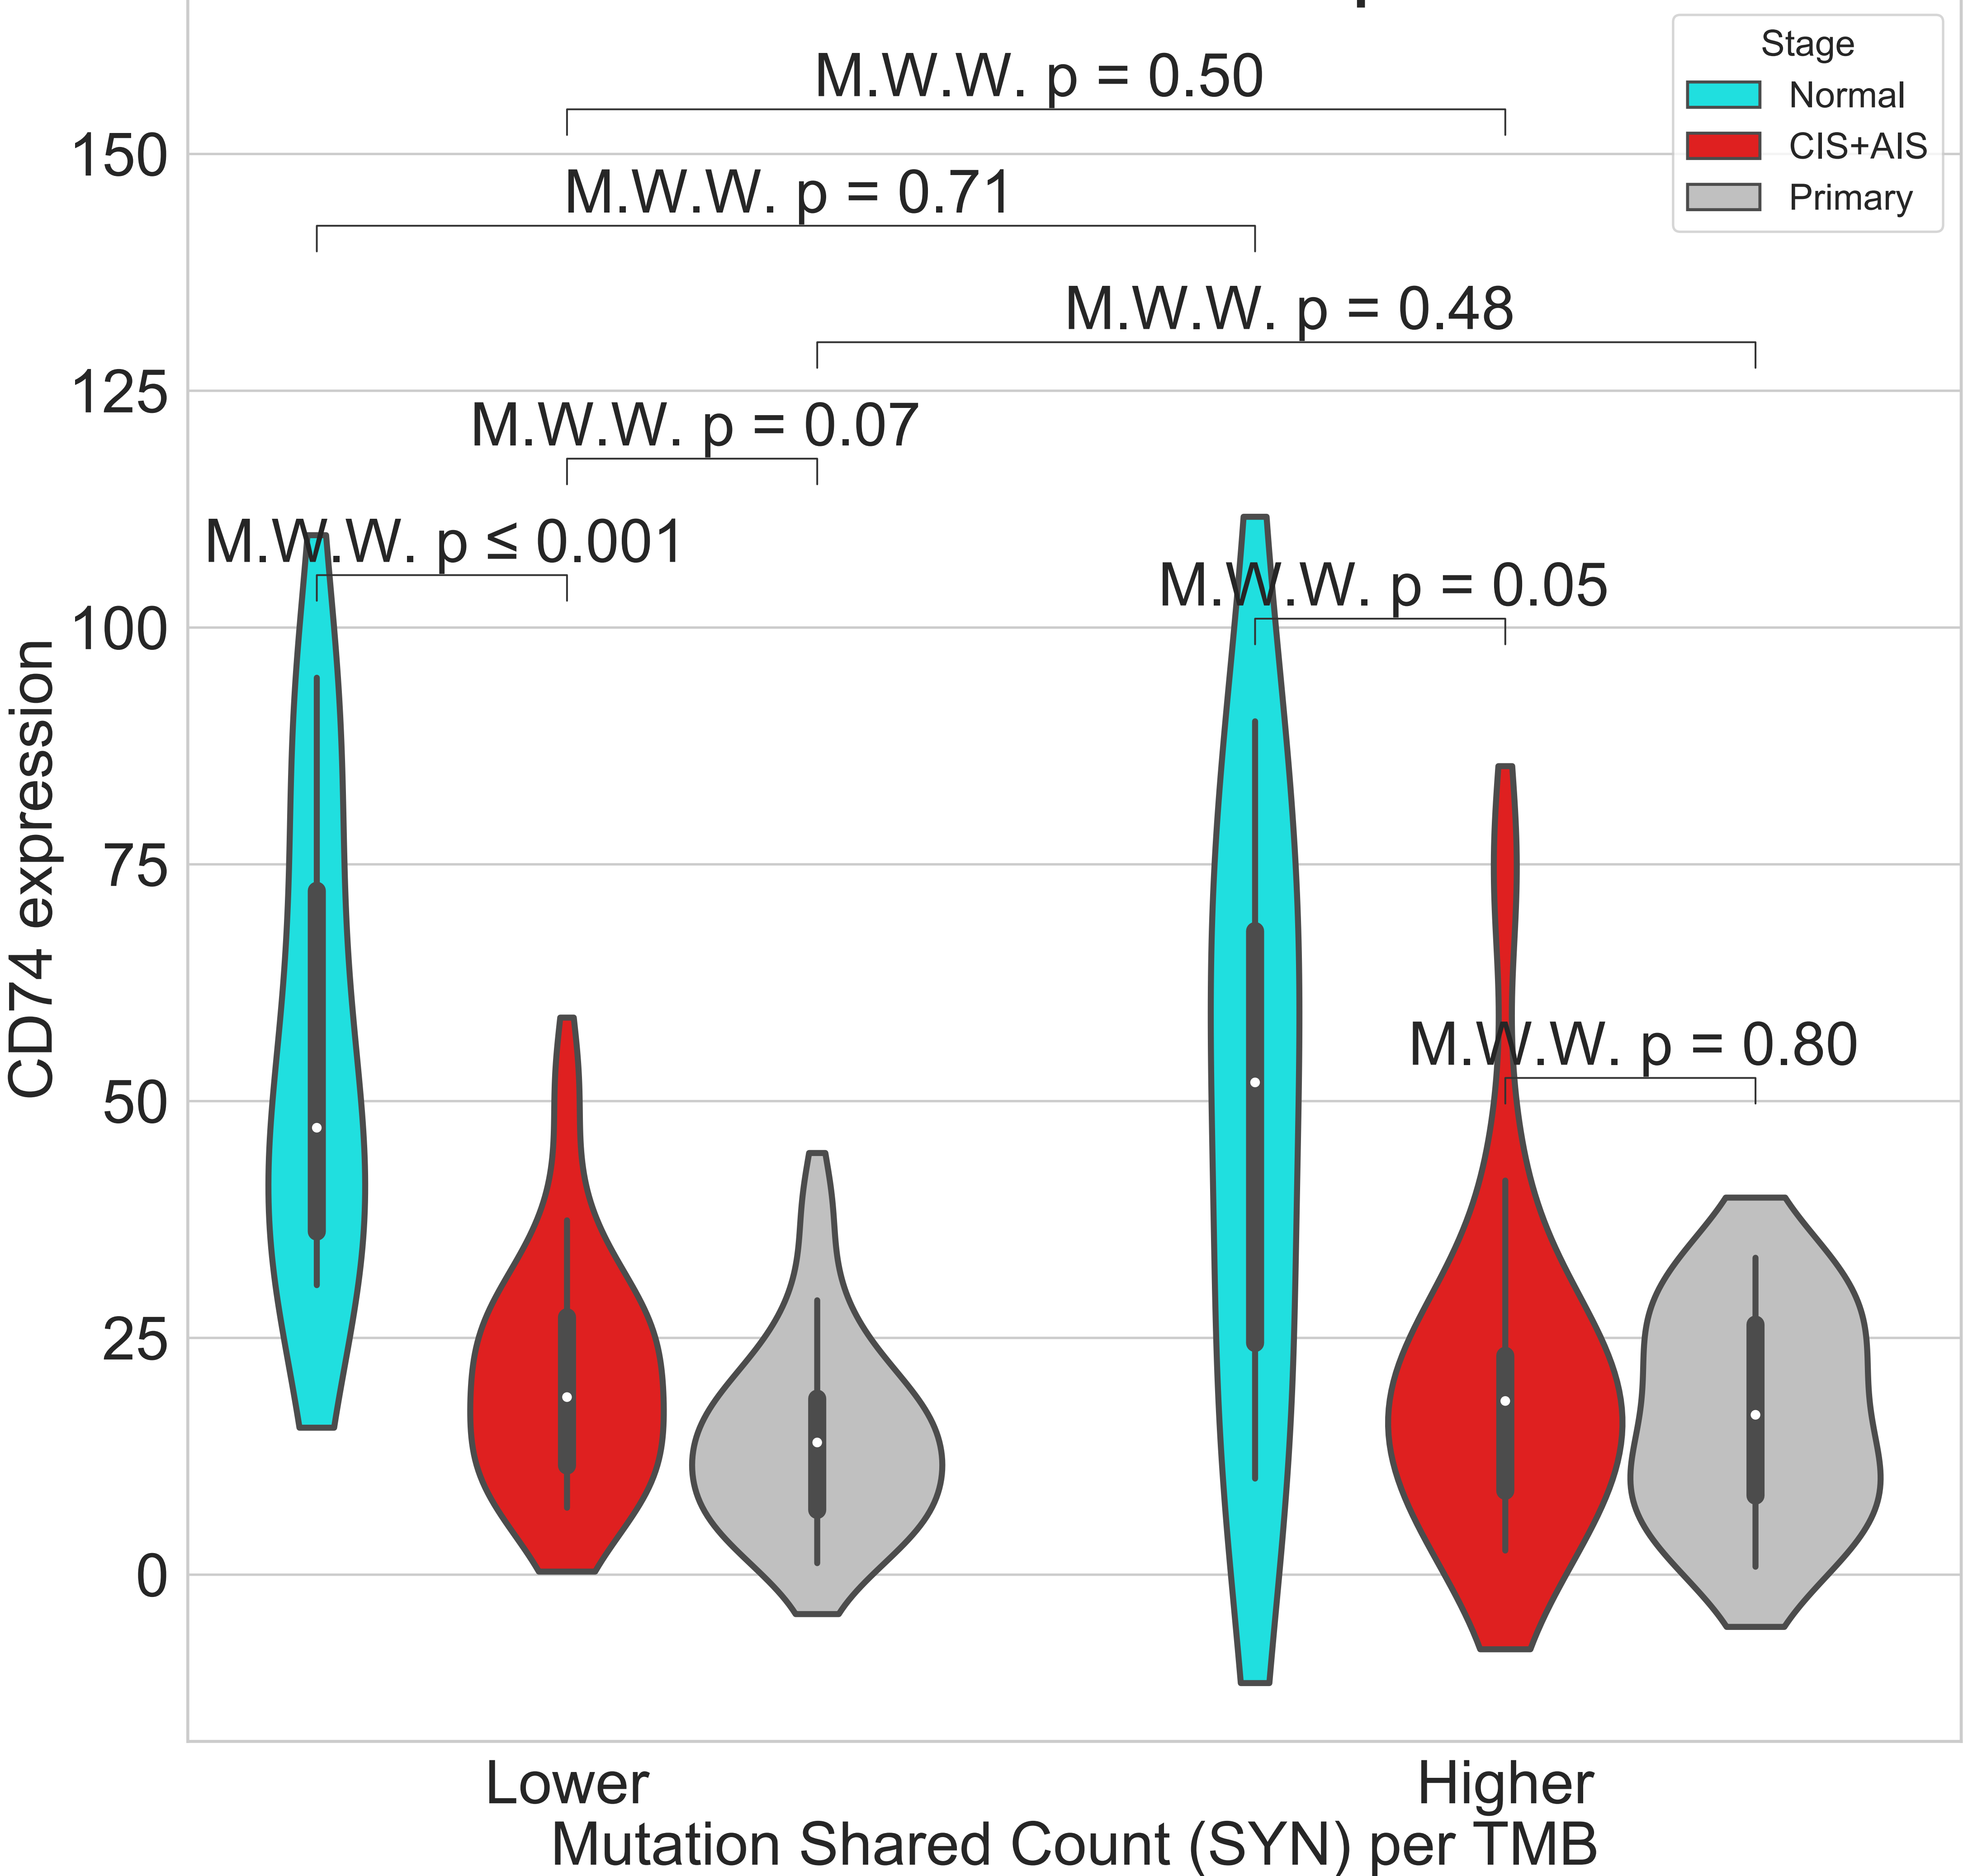 Stage
Normal
CIS+AIS
Primary
M.W.W. p = 0.50
150
M.W.W. p = 0.71
M.W.W. p = 0.48
125
M.W.W. p = 0.07
M.W.W. p ≤ 0.001
M.W.W. p = 0.05
100
CD74 expression
75
M.W.W. p = 0.80
50
25
0
Lower
Higher
Mutation Shared Count (SYN) per TMB